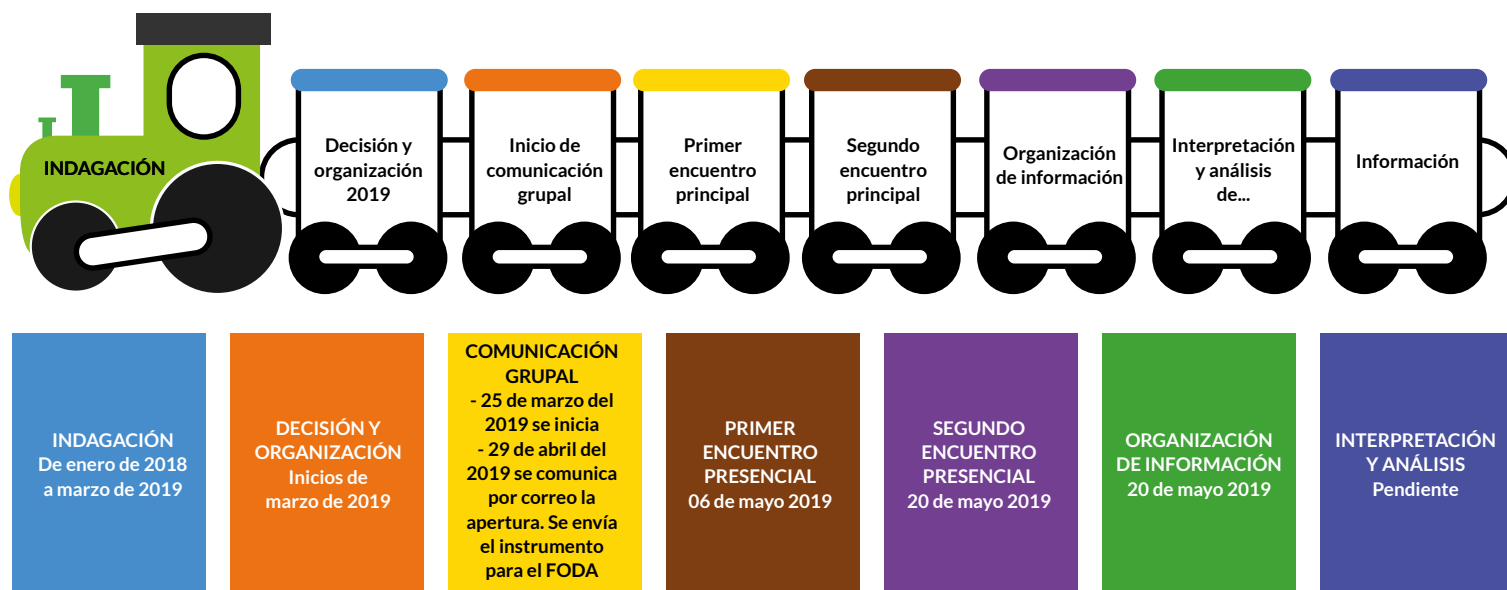 INDAGACIÓN
Decisión y
organización
2019
Inicio de
comunicación
grupal
Primer
encuentro
principal
Segundo
encuentro
principal
Organización
de información
Interpretación
y análisis
de...
Información
INDAGACIÓN
De enero de 2018
a marzo de 2019
DECISIÓN Y
ORGANIZACIÓN
Inicios de
marzo de 2019
COMUNICACIÓN
GRUPAL
- 25 de marzo del
2019 se inicia
- 29 de abril del
2019 se comunica
por correo la
apertura. Se envía
el instrumento
para el FODA
PRIMER
ENCUENTRO
PRESENCIAL
06 de mayo 2019
SEGUNDO
ENCUENTRO
PRESENCIAL
20 de mayo 2019
ORGANIZACIÓN
DE INFORMACIÓN
20 de mayo 2019
INTERPRETACIÓN
Y ANÁLISIS
Pendiente